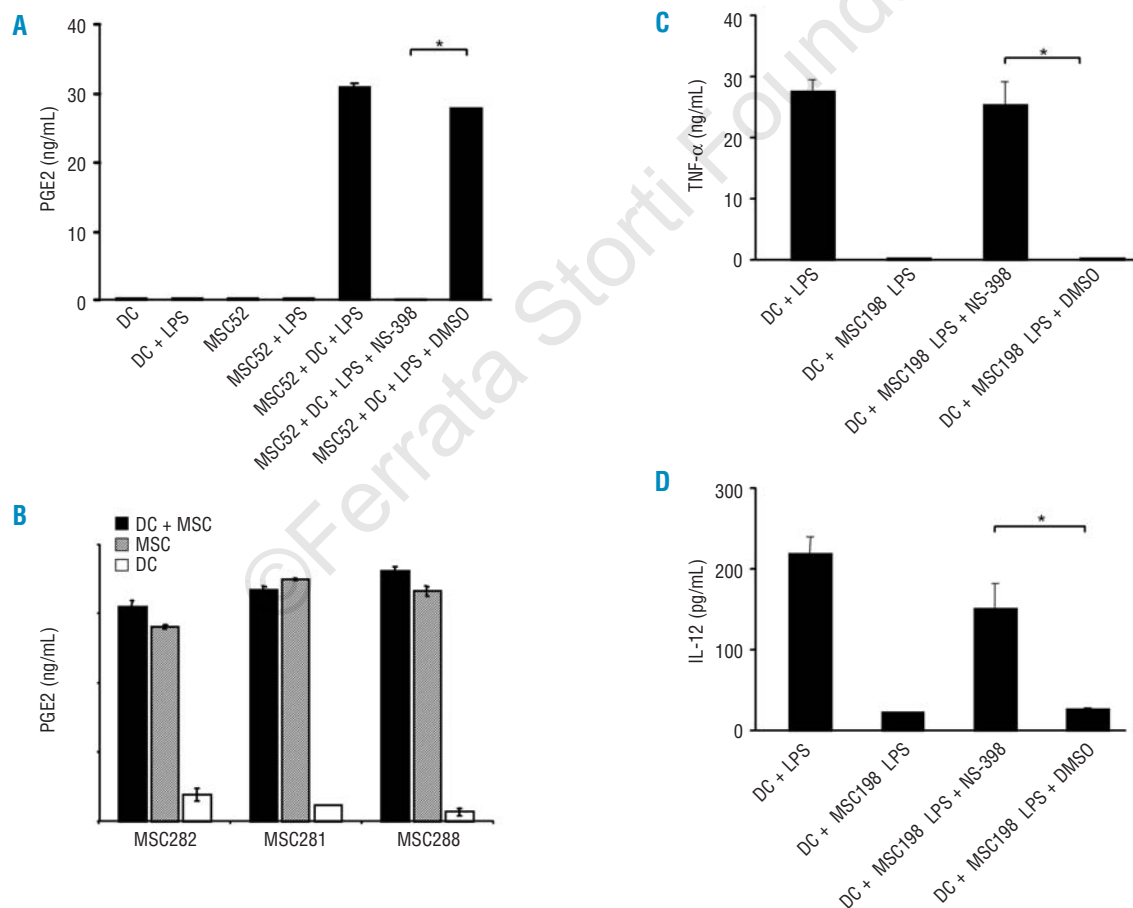 A
40
30
20
10
0
PGE2 (ng/mL)
*
DC
DC + LPS
MSC52
MSC52 + LPS
MSC52 + DC + LPS
MSC52 + DC + LPS + NS-398
MSC52 + DC + LPS + DMSO
B
DC + MSC
MSC
DC
PGE2 (ng/mL)
MSC282
MSC281
MSC288
C
40
30
20
10
0
TNF-α (ng/mL)
*
DC + LPS
DC + MSC198 LPS
DC + MSC198 LPS + NS-398
DC + MSC198 LPS + DMSO
D
300
200
100
0
IL-12 (pg/mL)
*
DC + LPS
DC + MSC198 LPS
DC + MSC198 LPS + NS-398
DC + MSC198 LPS + DMSO
©Ferrata Storti Found